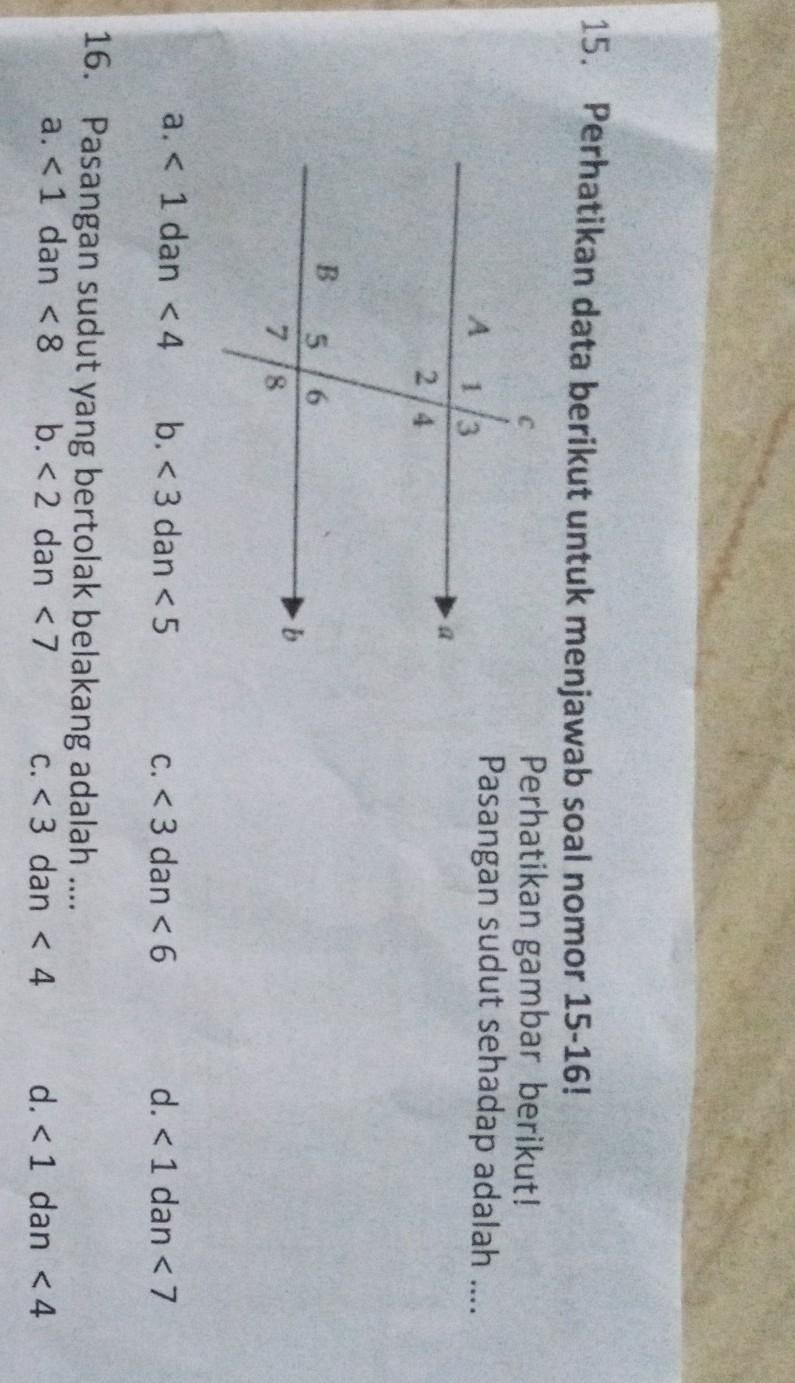 15. Perhatikan data berikut untuk menjawab soal nomor 15-16!
Perhatikan gambar berikut!
Pasangan sudut sehadap adalah ....
c
A 1 3
a
2 4
B 5 6
b
7 8
a. < 1 dan < 4 b. < 3 dan < 5 c. < 3 dan < 6 d. < 1 dan < 7
16. Pasangan sudut yang bertolak belakang adalah ....
a. < 1 dan < 8 b. < 2 dan < 7 c. < 3 dan < 4 d. < 1 dan < 4